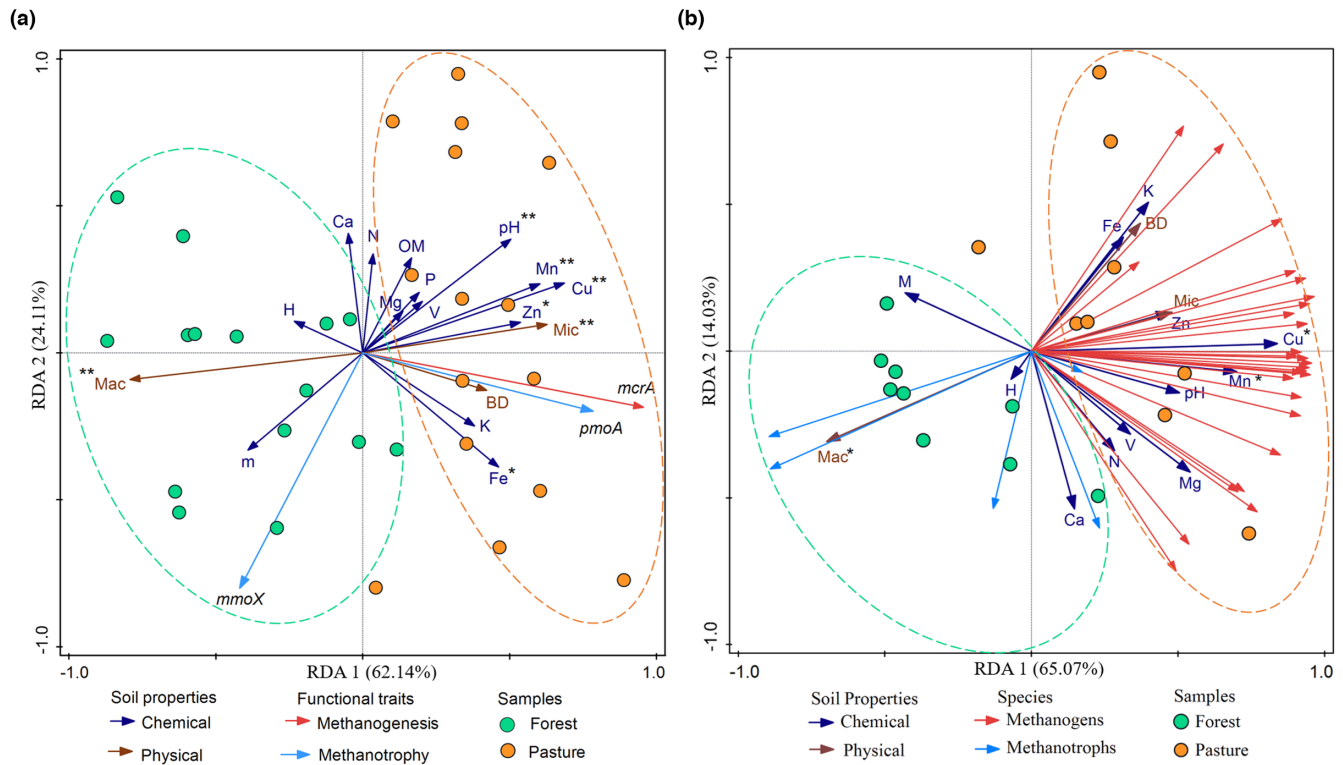 (a)
(b)
1.0
RDA 2 (24.11%)
-1.0
-1.0
RDA 1 (62.14%)
1.0
Ca
N
OM
pH**
P
Mg
V
Mn**
Cu**
Zn*
Mic**
H
**Mac
m
mmoX
BD
K
Fe*
mcrA
pmoA
Soil properties
Functional traits
Samples
Chemical
Methanogenesis
Forest
Physical
Methanotrophy
Pasture
1.0
RDA 2 (14.03%)
-1.0
-1.0
RDA 1 (65.07%)
1.0
K
Fe
BD
M
Mic
Zn
Cu*
Mn*
pH
H
V
N
Mg
Ca
Mac*
Soil Properties
Species
Samples
Chemical
Methanogens
Forest
Physical
Methanotrophs
Pasture